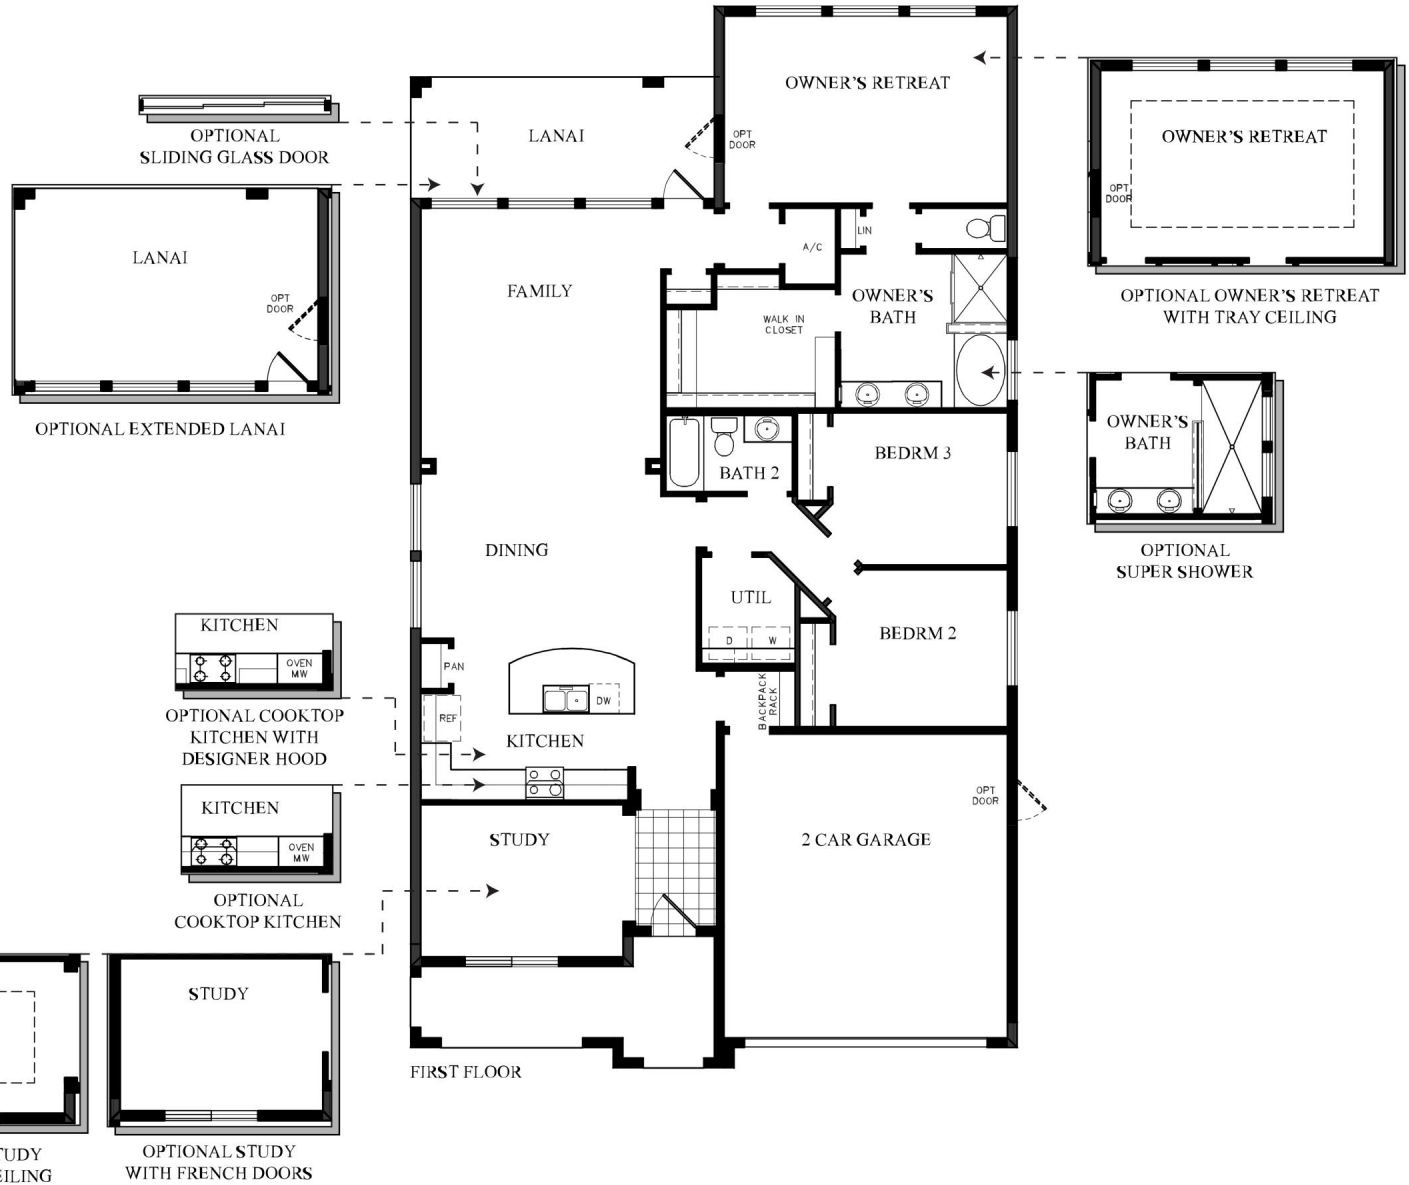 OWNER'S RETREAT
LANAI
OPT
DOOR
OPTIONAL
SLIDING GLASS DOOR
OWNER'S RETREAT
OPT
DOOR
OPTIONAL OWNER'S RETREAT
WITH TRAY CEILING
LANAI
OPT
DOOR
OPTIONAL EXTENDED LANAI
LIN
A/C
FAMILY
OWNER'S
BATH
WALK IN
CLOSET
OWNER'S
BATH
OPTIONAL
SUPER SHOWER
BEDRM 3
BATH 2
DINING
UTIL
D
W
BEDRM 2
KITCHEN
OVEN
MW
OPTIONAL COOKTOP
KITCHEN WITH
DESIGNER HOOD
PAN
REF
DW
BACKPACK
RACK
KITCHEN
KITCHEN
OVEN
MW
OPTIONAL
COOKTOP KITCHEN
STUDY
2 CAR GARAGE
OPT
DOOR
STUDY
FIRST FLOOR
TUDY
EILING
OPTIONAL STUDY
WITH FRENCH DOORS